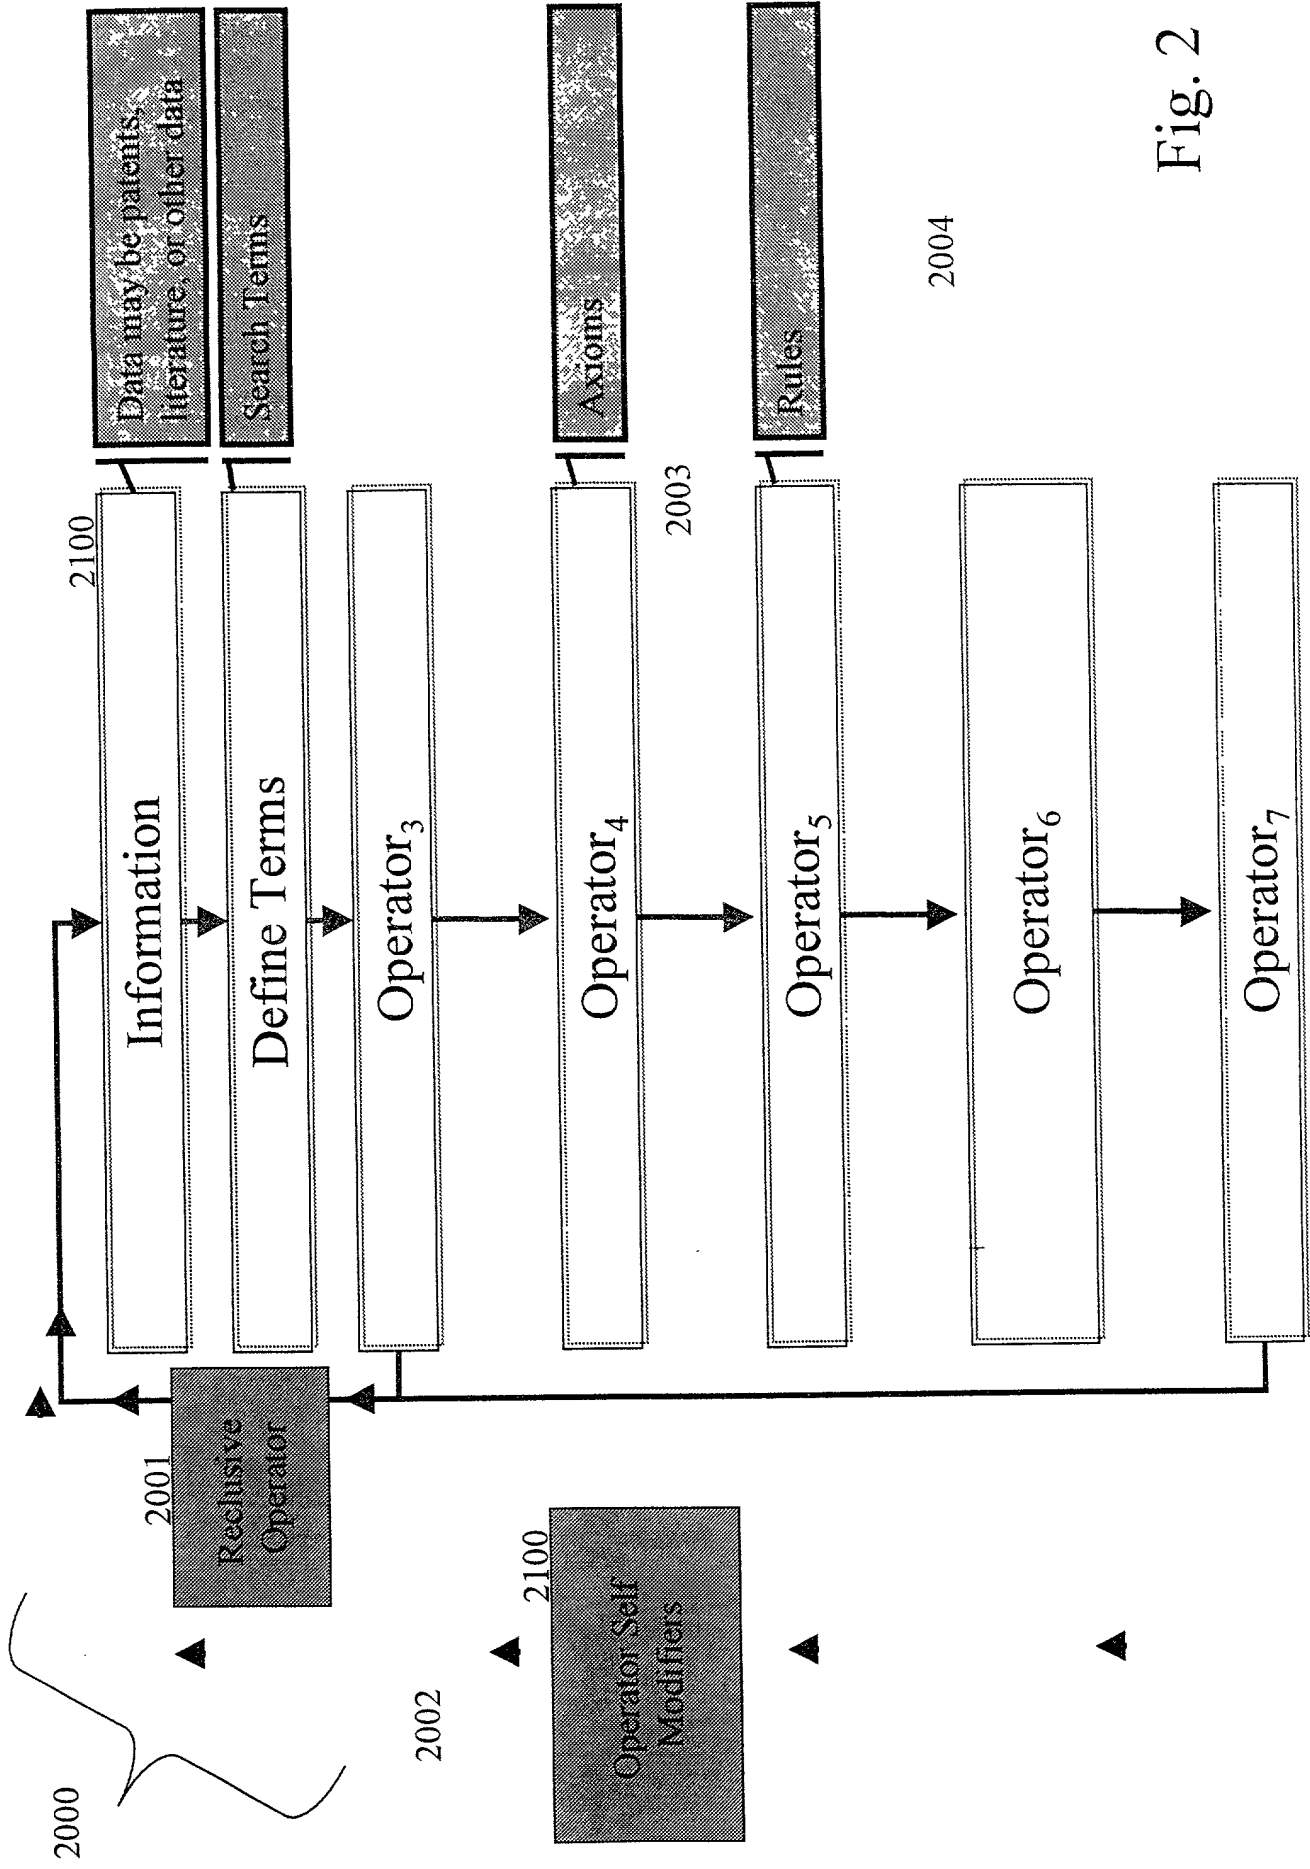 2000
2001
Reclusive
Operator
2002
2100
Operator Self
Modifiers
2100
Information
Data may be patents,
literature, or other data
Define Terms
Search Terms
Operator3
Operator4
Axioms
2003
Operator5
Rules
2004
Operator6
Operator7
Fig. 2